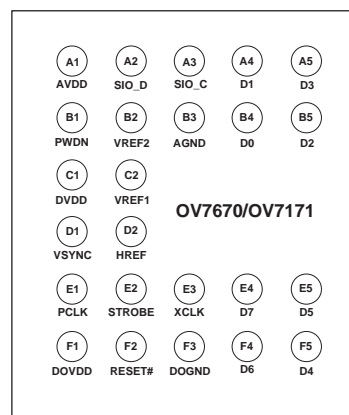 A1 A2 A3 A4 A5
AVDD SIO_D SIO_C D1 D3
B1 B2 B3 B4 B5
PWDN VREF2 AGND D0 D2
C1 C2
DVDD VREF1
OV7670/OV7171
D1 D2
VSYNC HREF
E1 E2 E3 E4 E5
PCLK STROBE XCLK D7 D5
F1 F2 F3 F4 F5
DOVDD RESET# DOGND D6 D4